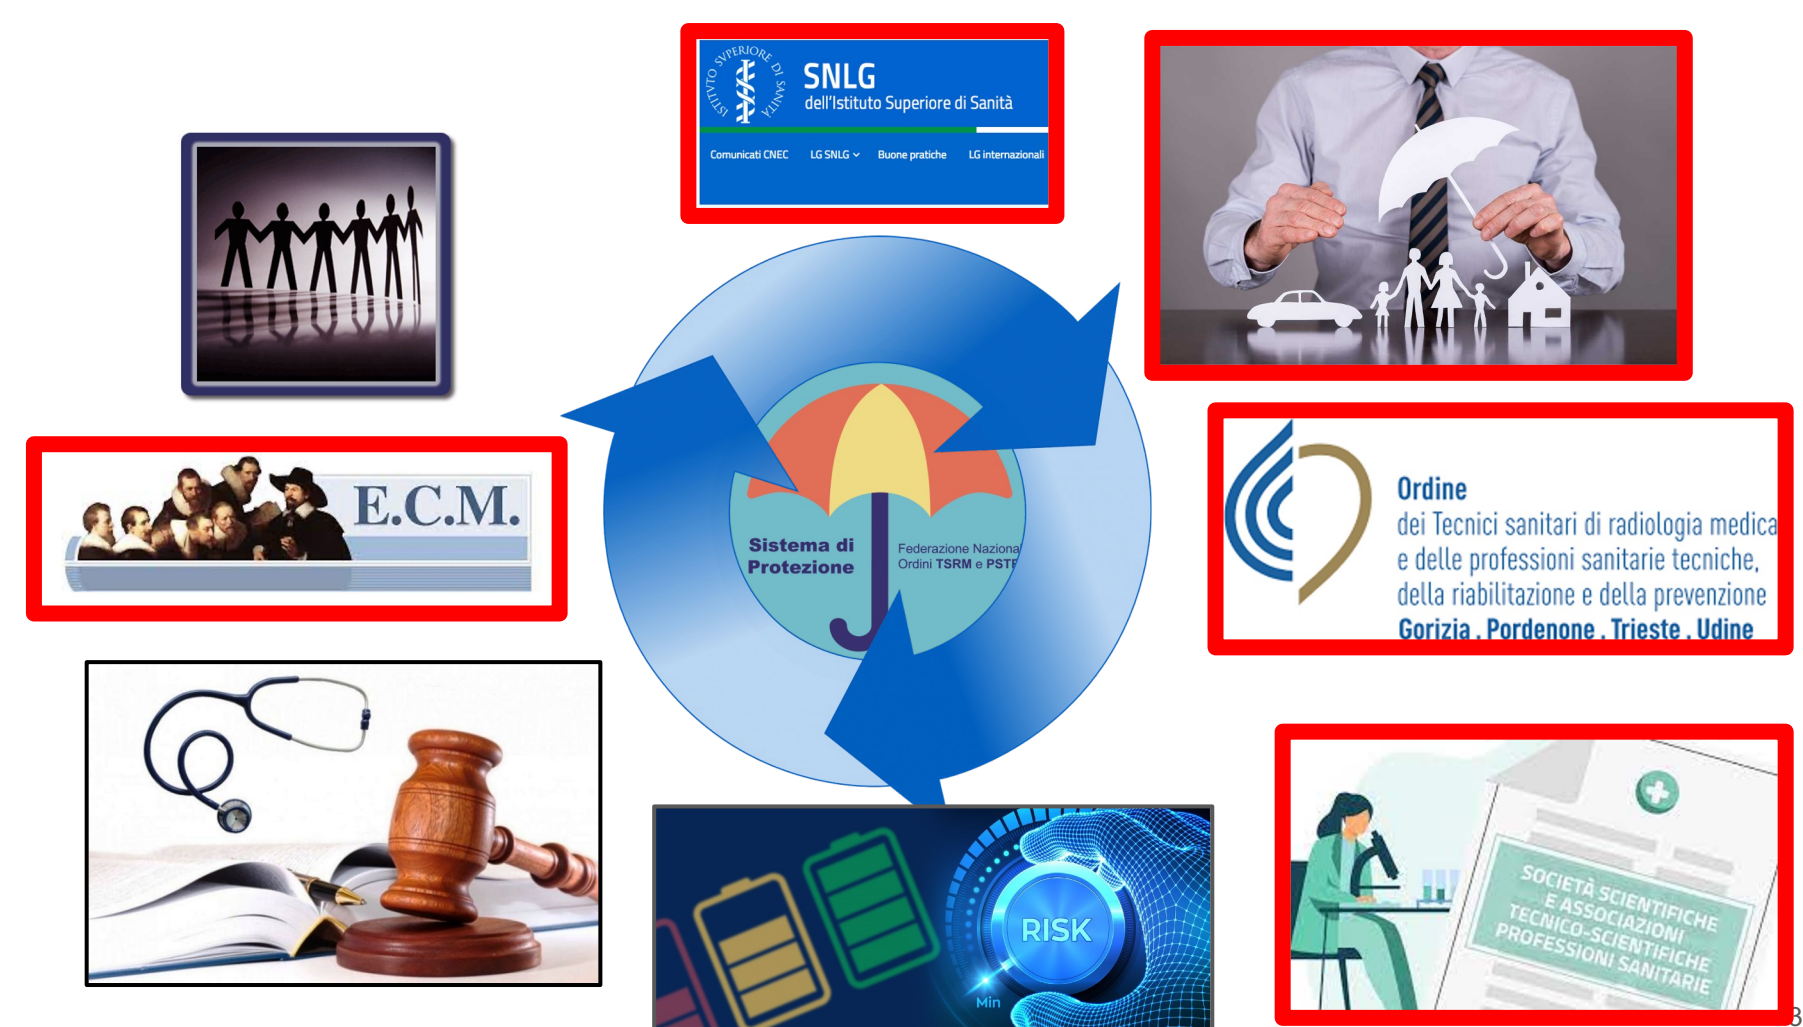 ISTITUTO SVPERIORE DI SANITÀ
SNLG
dell'Istituto Superiore di Sanità
Comunicati CNEC LG SNLG Buone pratiche LG internazionali
E.C.M.
Sistema di
Protezione
Federazione Naziona
Ordini TSRM e PSTR
Ordine
dei Tecnici sanitari di radiologia medica
e delle professioni sanitarie tecniche,
della riabilitazione e della prevenzione
Gorizia . Pordenone . Trieste . Udine
RISK
Min
SOCIETÀ SCIENTIFICHE
E ASSOCIAZIONI
TECNICO-SCIENTIFICHE
PROFESSIONI SANITARIE
3